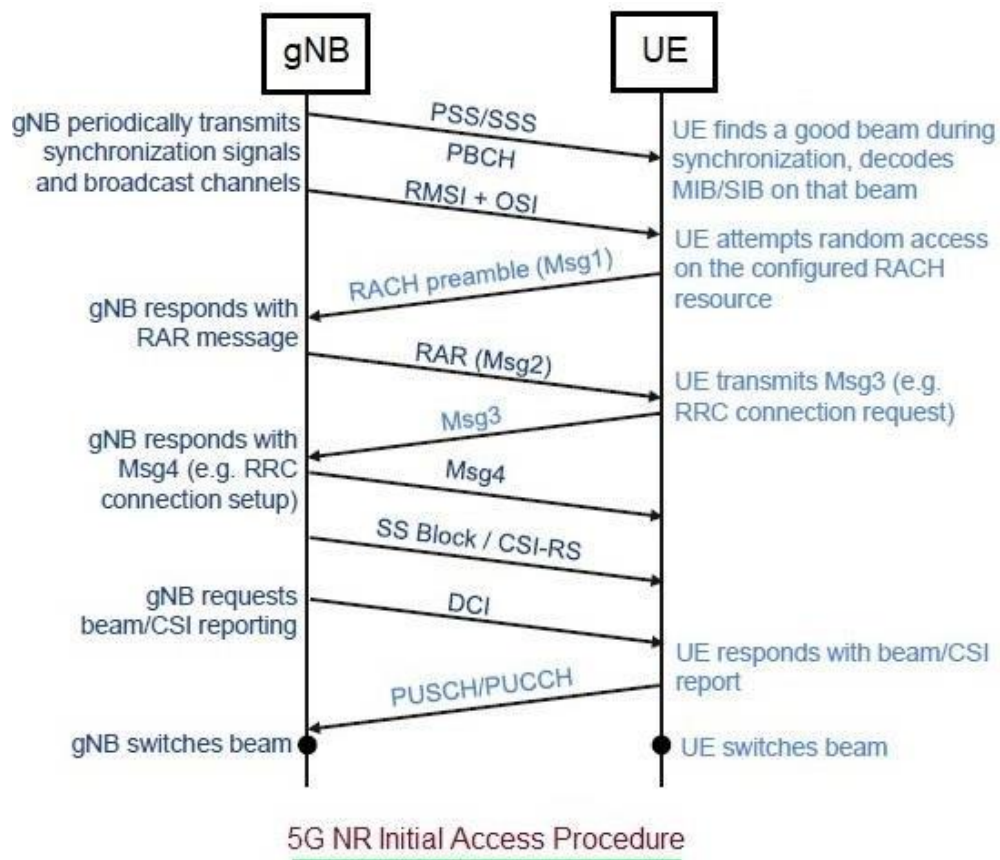 gNB
UE
PSS/SSS
gNB periodically transmits
synchronization signals
and broadcast channels
PBCH
UE finds a good beam during
synchronization, decodes
MIB/SIB on that beam
RMSI + OSI
UE attempts random access
on the configured RACH
resource
RACH preamble (Msg1)
gNB responds with
RAR message
RAR (Msg2)
UE transmits Msg3 (e.g.
RRC connection request)
Msg3
gNB responds with
Msg4 (e.g. RRC
connection setup)
Msg4
SS Block / CSI-RS
gNB requests
beam/CSI reporting
DCI
UE responds with beam/CSI
report
PUSCH/PUCCH
gNB switches beam
UE switches beam
5G NR Initial Access Procedure